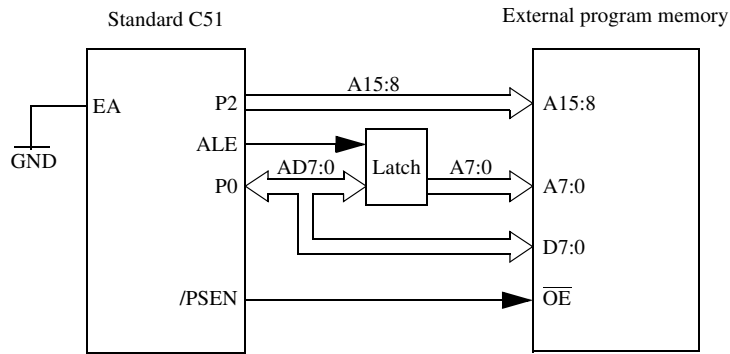 Standard C51
External program memory
EA
P2
A15:8
A15:8
ALE
Latch
AD7:0
A7:0
P0
A7:0
GND
D7:0
/PSEN
OE